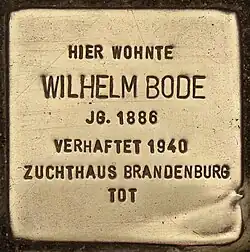 HIER WOHNTE
WILHELM BODE
JG. 1886
VERHAFTET 1940
ZUCHTHAUS BRANDENBURG
TOT